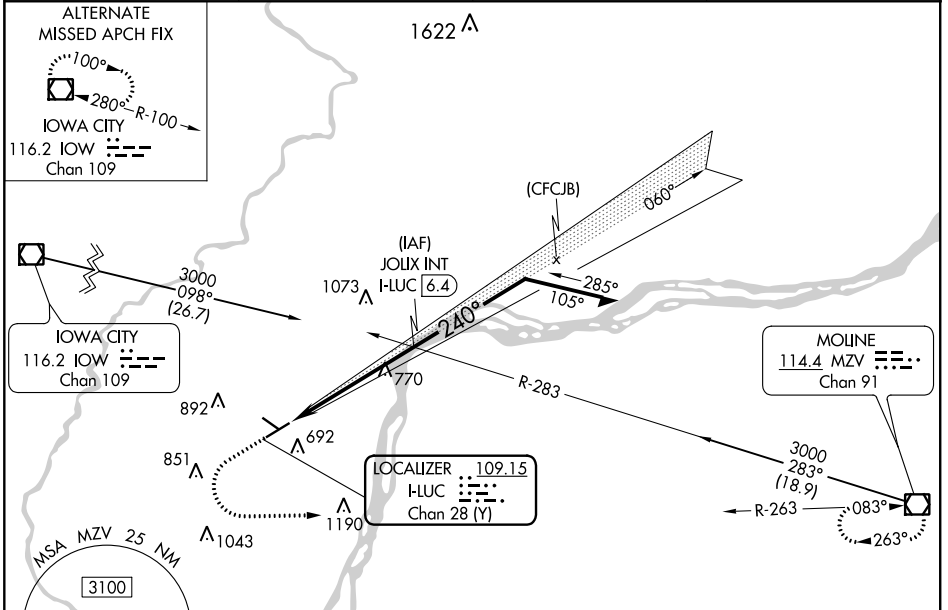 ALTERNATE
MISSED APCH FIX
100°
280°
R-100
IOWA CITY
116.2 IOW
Chan 109
1622
(CFCJB)
060°
(IAF)
JOLIX INT
I-LUC 6.4
1073
240°
285°
105°
3000
098°
(26.7)
IOWA CITY
116.2 IOW
Chan 109
MOLINE
114.4 MZV
Chan 91
770
R-283
892
692
851
3000
283°
(18.9)
LOCALIZER 109.15
I-LUC
Chan 28 (Y)
R-263
083°
263°
1190
1043
MSA MZV 25 NM
3100